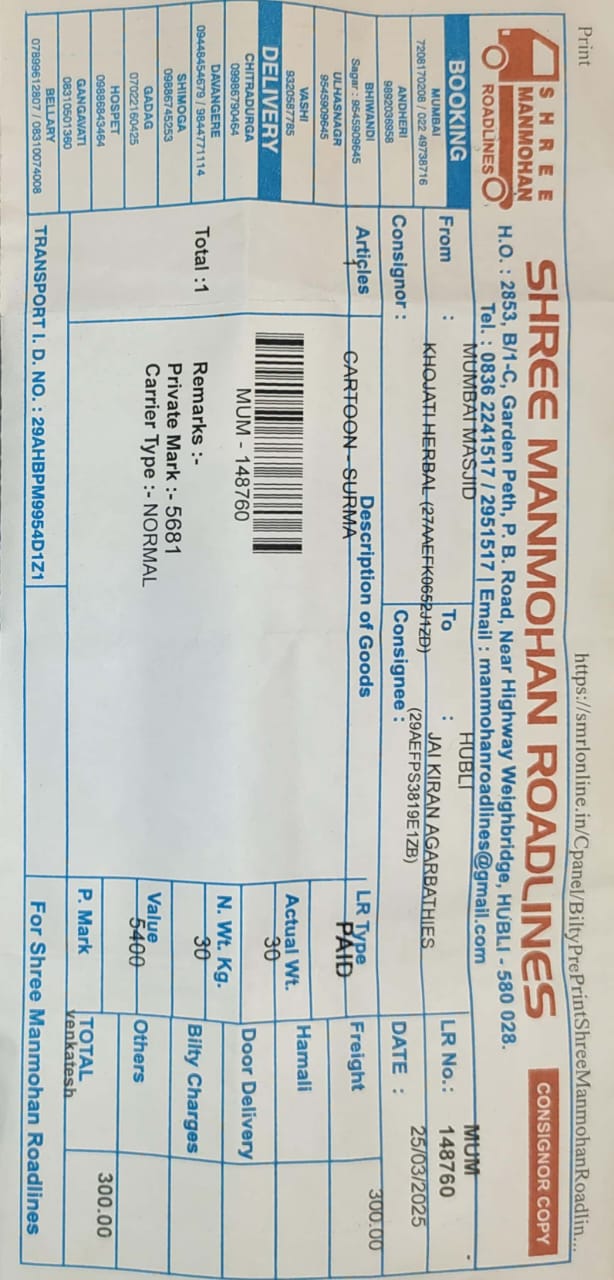 Print
https://smrlonline.in/Cpanel/BiltyPrePrintShreeManmohanRoadlin...
SHREE
MANMOHAN
ROADLINES
SHREE MANMOHAN ROADLINES
CONSIGNOR COPY
H.O. : 2853, B/1-C, Garden Peth, P. B. Road, Near Highway Weighbridge, HUBLI - 580 028.
Tel. : 0836 2241517 / 2951517 | Email : manmohanroadlines@gmail.com
BOOKING
MUMBAI
7208170208 / 022 49738716
ANDHERI
9892036958
BHIWANDI
Sagar : 9545909645
ULHASNAGR
9545909645
VASHI
9320587785
DELIVERY
CHITRADURGA
09986790464
DAVANGERE
09448454679 / 9844771114
SHIMOGA
09886745253
GADAG
07022160425
HOSPET
09886843464
GANGAVATI
08310501360
BELLARY
07899612807 / 08310074008
From : MUMBAI MASJID
To : HUBLI
LR No.: MUM 148760
Consignor : KHOJATI HERBAL (27AAEFK0652J1ZD)
Consignee : JAI KIRAN AGARBATHIES
(29AEFPS3819E1ZB)
DATE : 25/03/2025
Articles
Description of Goods
LR Type
PAID
Freight
300.00
1
CARTOON - SURMA
Actual Wt.
30
Hamali
MUM - 148760
N. Wt. Kg.
30
Door Delivery
Total :1
Remarks :-
Private Mark :- 5681
Carrier Type :- NORMAL
Bilty Charges
Value
5400
Others
P. Mark
venkatesh
TOTAL
300.00
TRANSPORT I. D. NO. : 29AHBPM9954D1Z1
For Shree Manmohan Roadlines